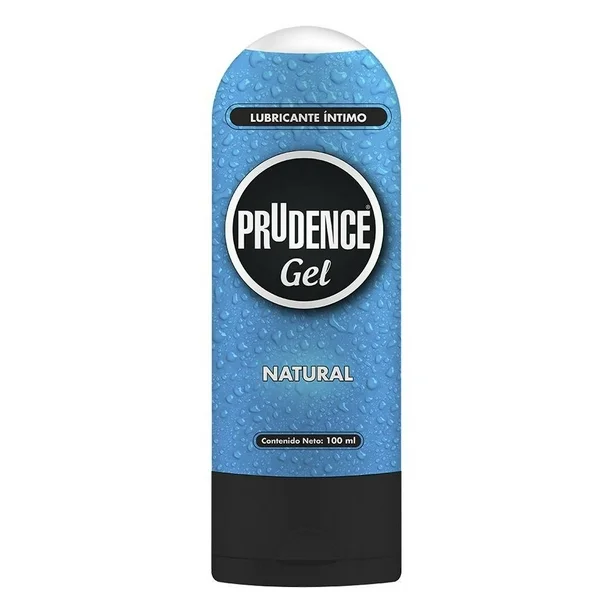 LUBRICANTE ÍNTIMO
PRUDENCE®
Gel
NATURAL
Contenido Neto: 100 ml